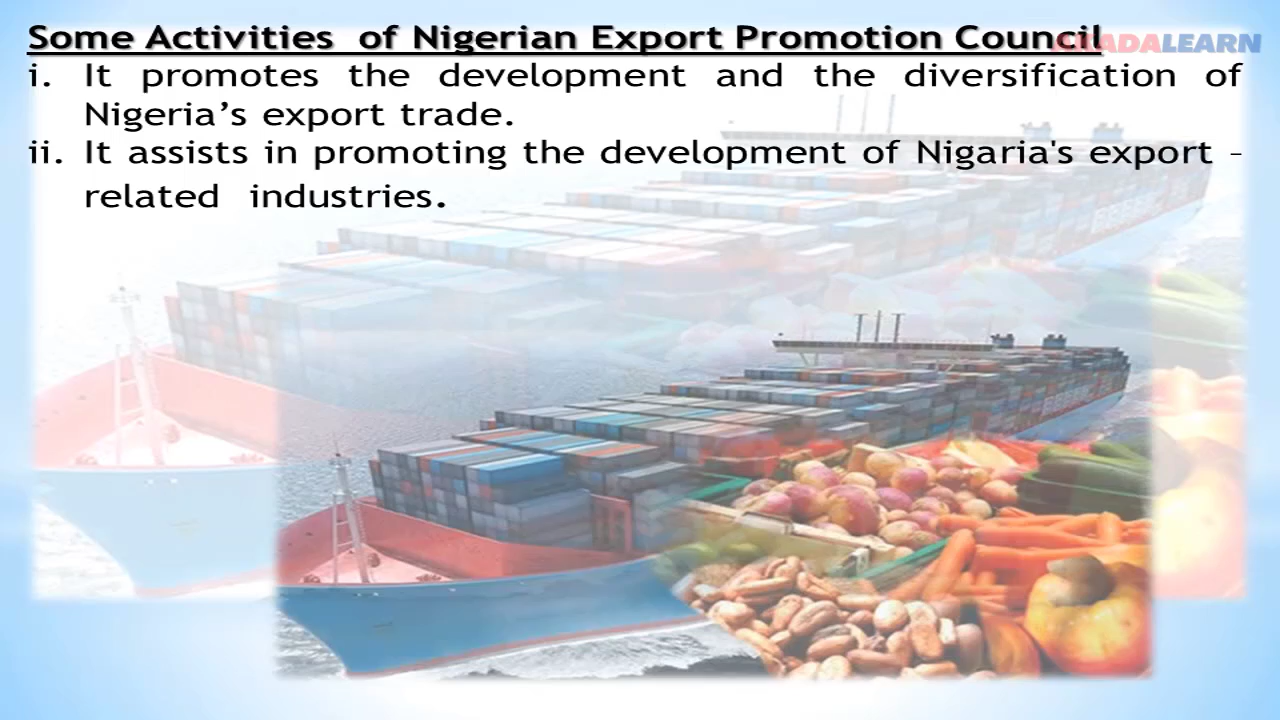 Some Activities of Nigerian Export Promotion Council
AKADALEARN
i. It promotes the development and the diversification of
Nigeria’s export trade.
ii. It assists in promoting the development of Nigaria's export –
related industries.